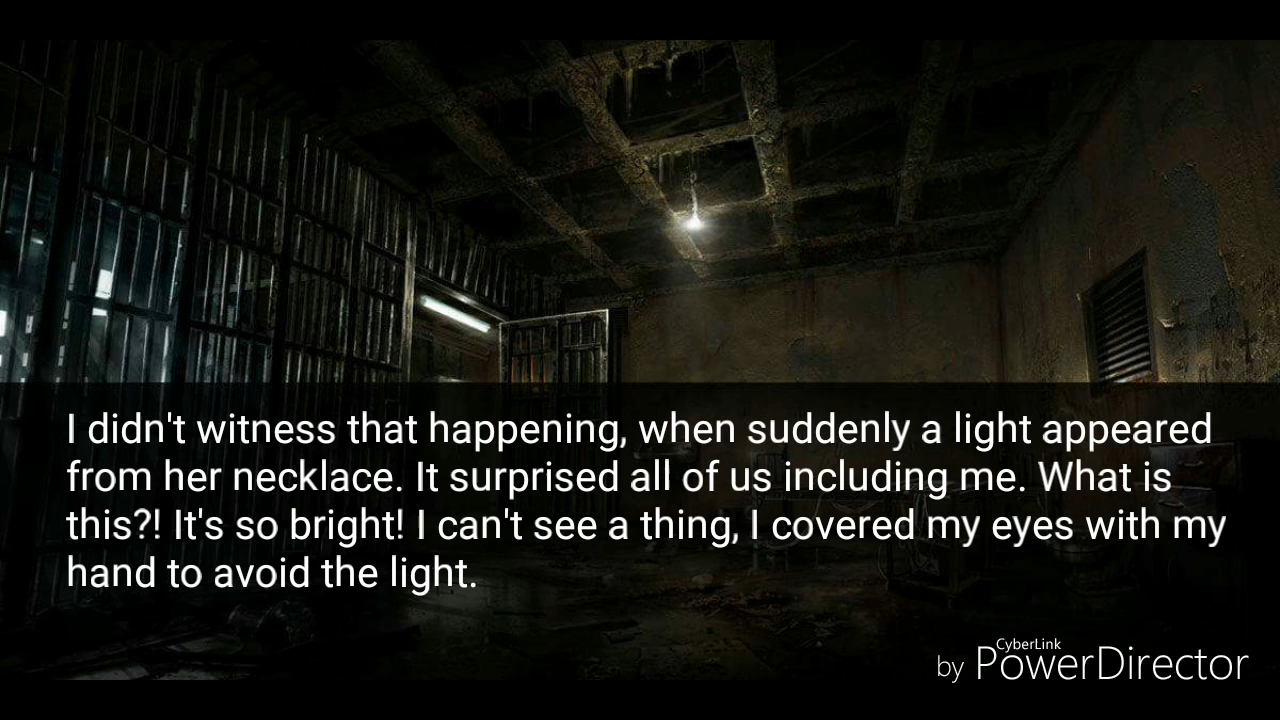 I didn't witness that happening, when suddenly a light appeared
from her necklace. It surprised all of us including me. What is
this?! It's so bright! I can't see a thing, I covered my eyes with my
hand to avoid the light.
CyberLink
by PowerDirector